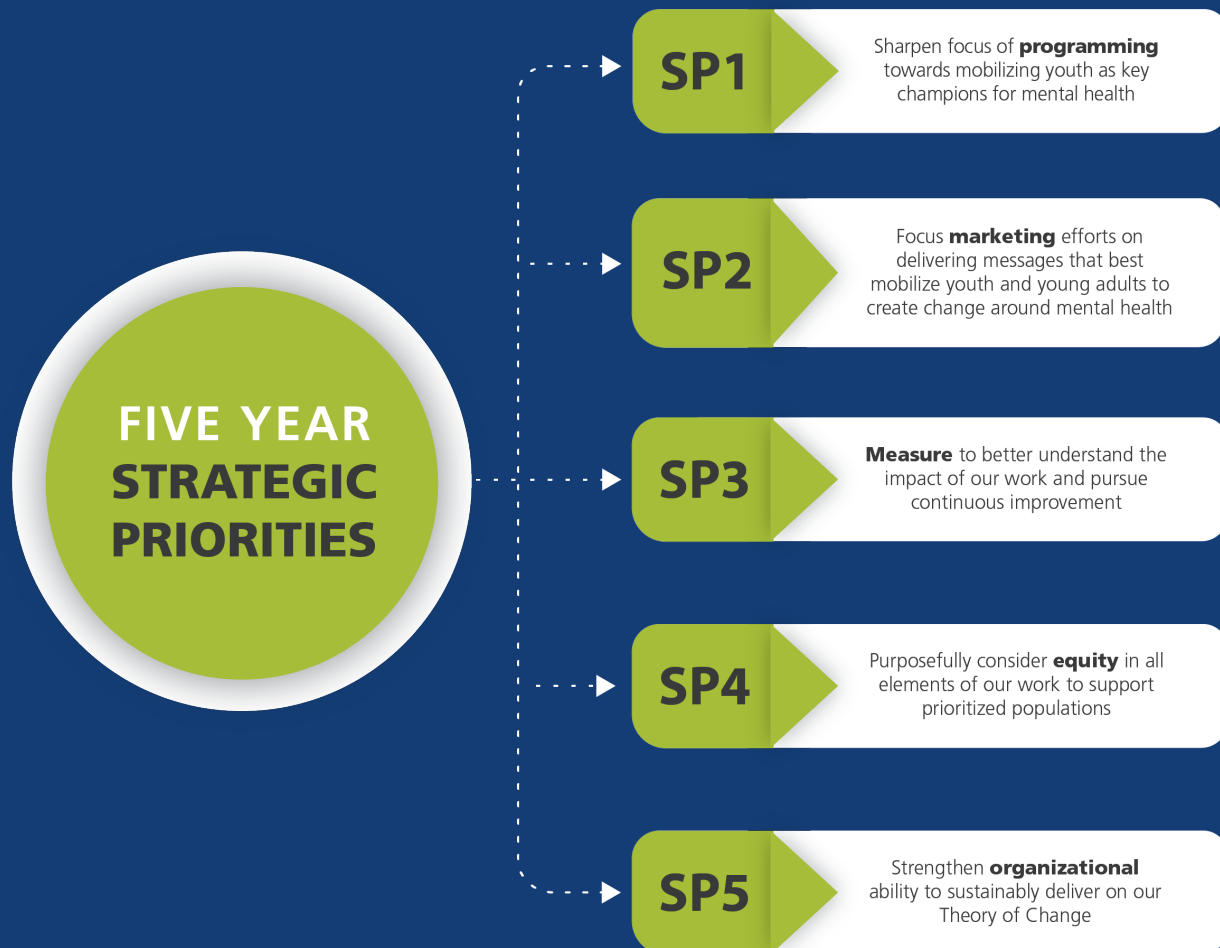 FIVE YEAR
STRATEGIC
PRIORITIES
SP1
Sharpen focus of programming
towards mobilizing youth as key
champions for mental health
SP2
Focus marketing efforts on
delivering messages that best
mobilize youth and young adults to
create change around mental health
SP3
Measure to better understand the
impact of our work and pursue
continuous improvement
SP4
Purposefully consider equity in all
elements of our work to support
prioritized populations
SP5
Strengthen organizational
ability to sustainably deliver on our
Theory of Change